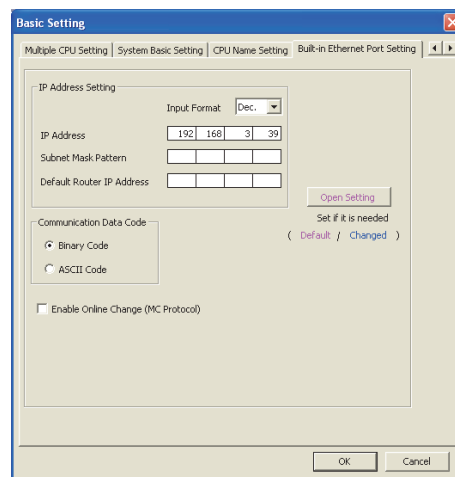 Basic Setting
Multiple CPU Setting System Basic Setting CPU Name Setting Built-in Ethernet Port Setting
IP Address Setting
Input Format Dec.
IP Address 192 168 3 39
Subnet Mask Pattern
Default Router IP Address
Open Setting
Set if it is needed
( Default / Changed )
Communication Data Code
Binary Code
ASCII Code
Enable Online Change (MC Protocol)
OK Cancel